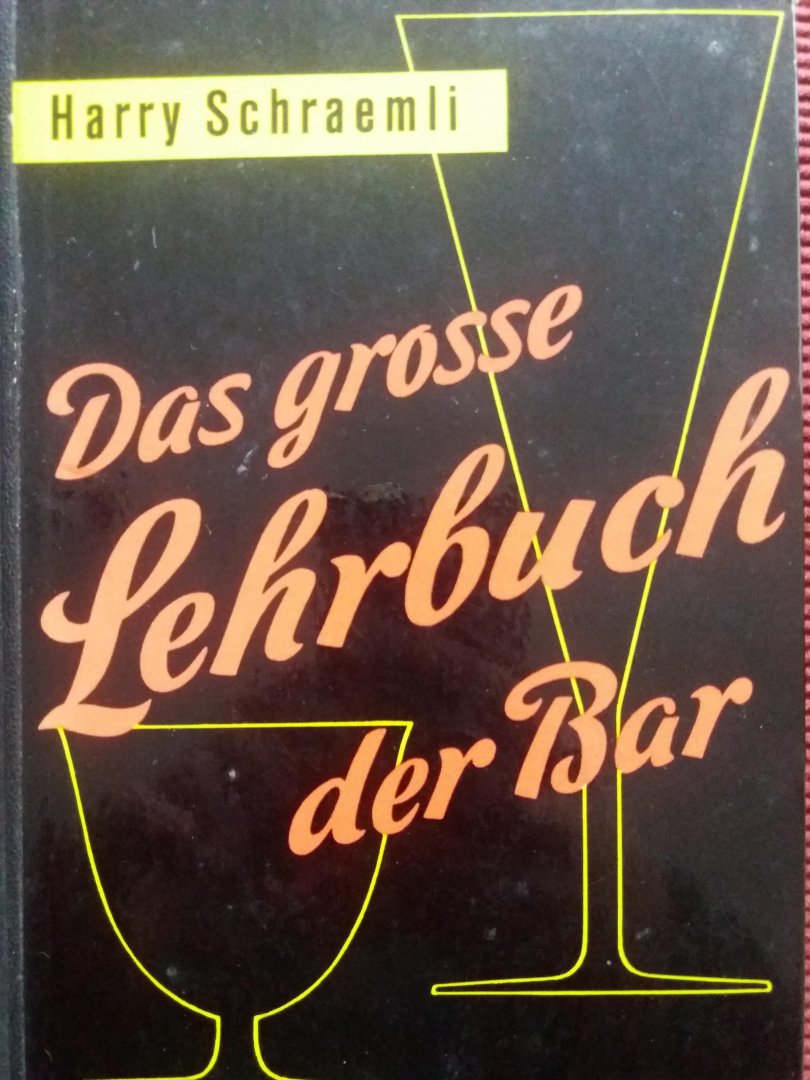 Harry Schraemli
Das grosse
Lehrbuch
der Bar